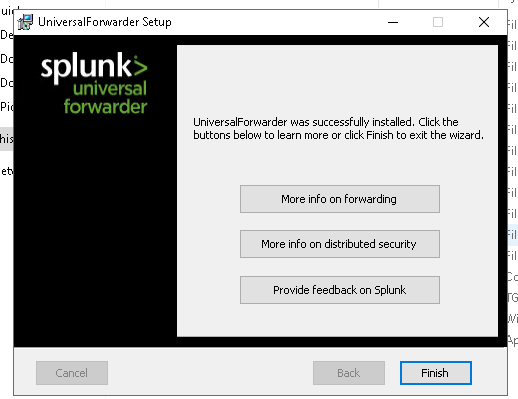 UniversalForwarder Setup
splunk>
universal
forwarder
UniversalForwarder was successfully installed. Click the
buttons below to learn more or click Finish to exit the wizard.
More info on forwarding
More info on distributed security
Provide feedback on Splunk
Cancel
Back
Finish